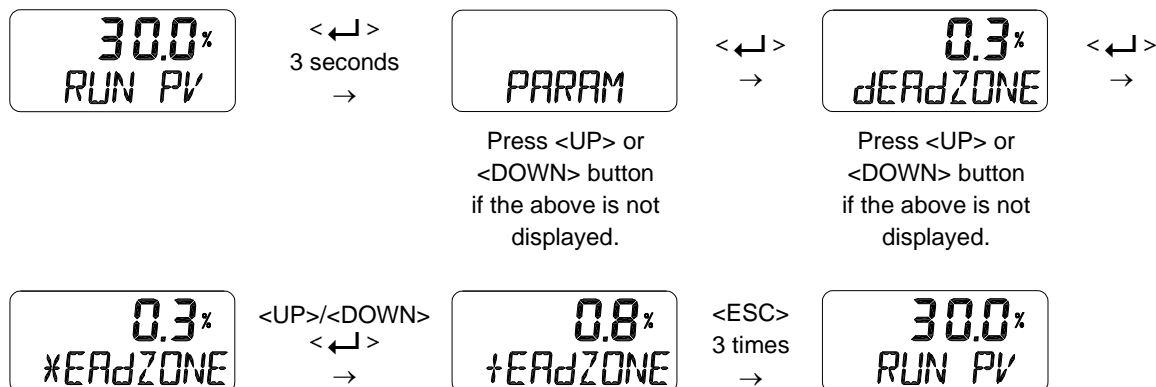 30.0%
RUN PV
<↵>
3 seconds
→
PARAM
Press <UP> or
<DOWN> button
if the above is not
displayed.
<↵>
→
0.3%
dEAdZONE
Press <UP> or
<DOWN> button
if the above is not
displayed.
<↵>
→
0.3%
*EAdZONE
<UP>/<DOWN>
<↵>
→
0.8%
+EAdZONE
<ESC>
3 times
→
30.0%
RUN PV